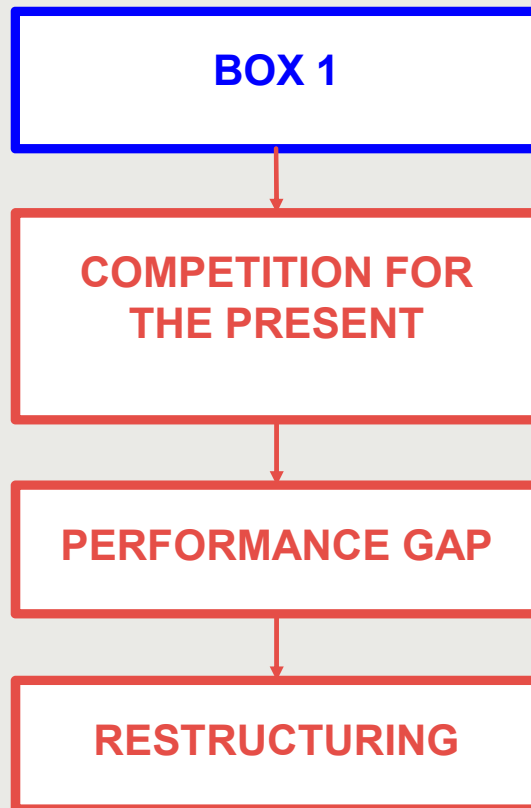 BOX 1
COMPETITION FOR
THE PRESENT
PERFORMANCE GAP
RESTRUCTURING